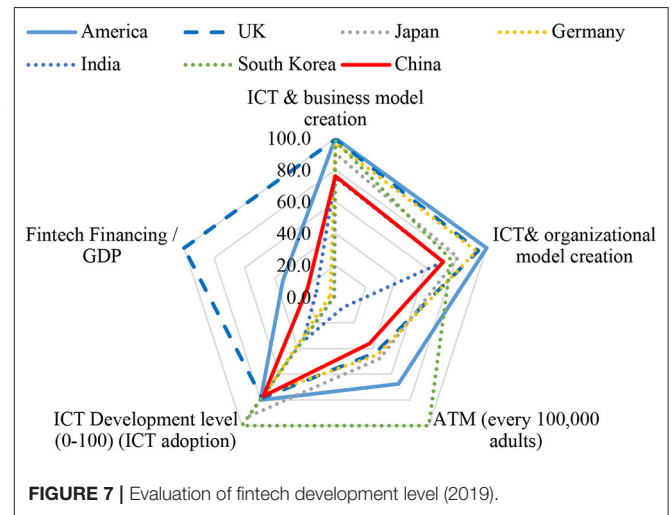 America UK Japan Germany
India South Korea China
ICT & business model
creation
100.0
80.0
60.0
40.0
20.0
0.0
Fintech Financing /
GDP
ICT& organizational
model creation
ICT Development level
(0-100) (ICT adoption)
ATM (every 100,000
adults)
FIGURE 7 | Evaluation of fintech development level (2019).